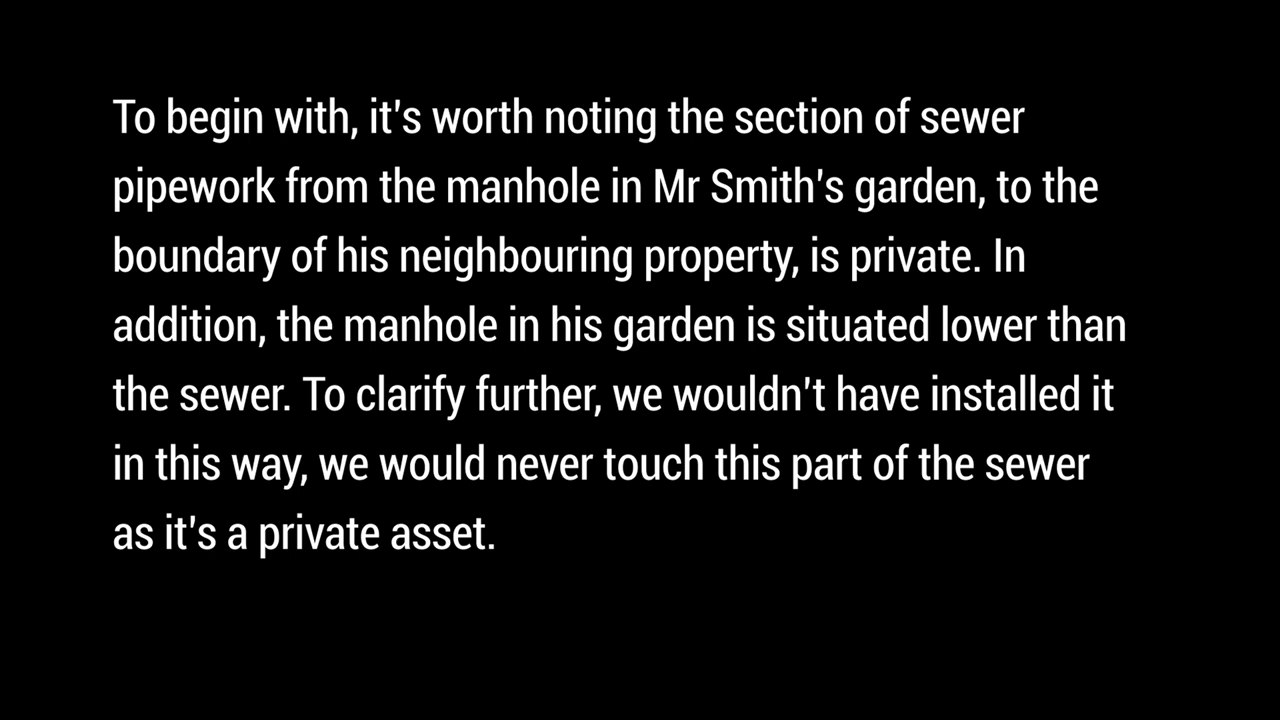 To begin with, it's worth noting the section of sewer
pipework from the manhole in Mr Smith's garden, to the
boundary of his neighbouring property, is private. In
addition, the manhole in his garden is situated lower than
the sewer. To clarify further, we wouldn't have installed it
in this way, we would never touch this part of the sewer
as it's a private asset.